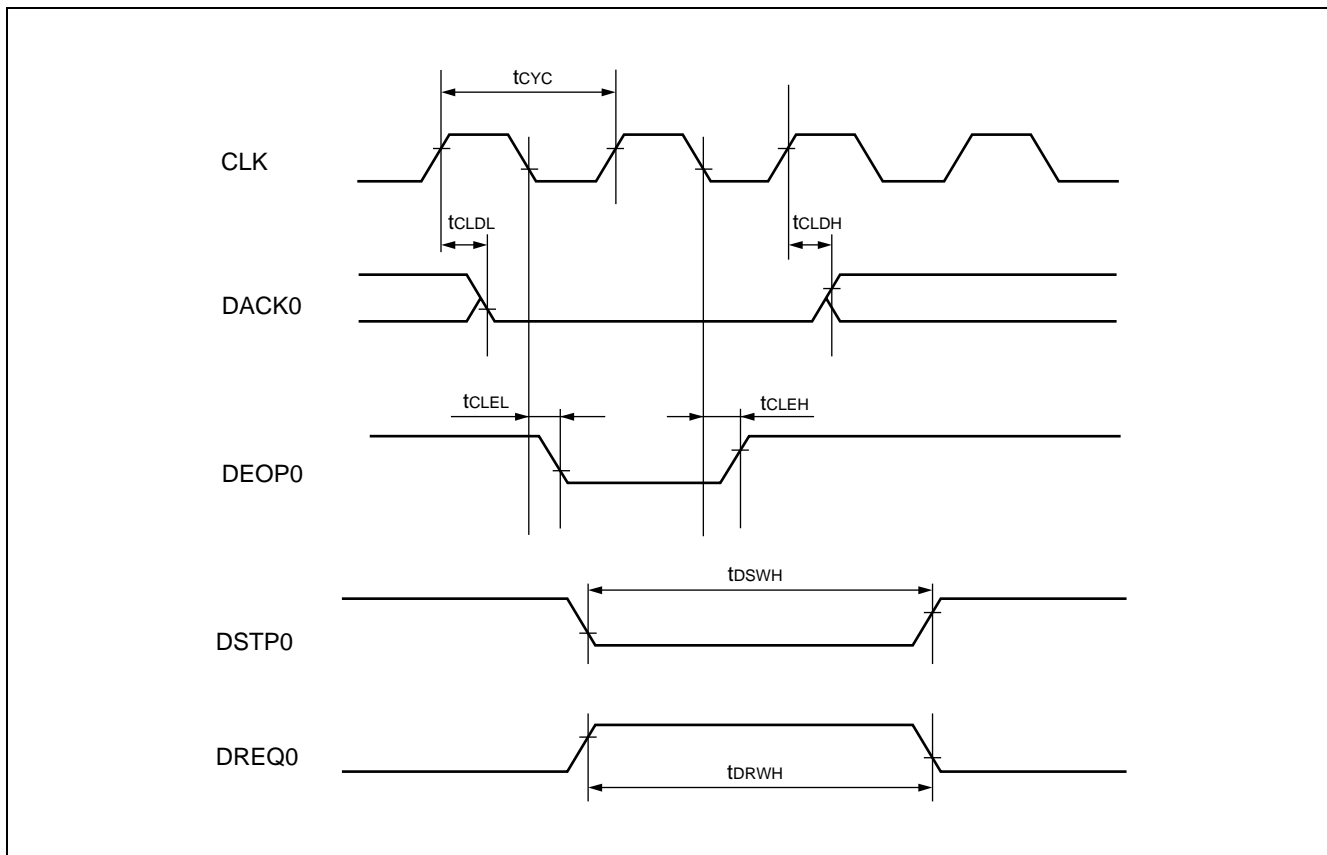 tCYC
CLK
tCLDL
tCLDH
DACK0
tCLEL
tCLEH
DEOP0
tDSWH
DSTP0
DREQ0
tDRWH